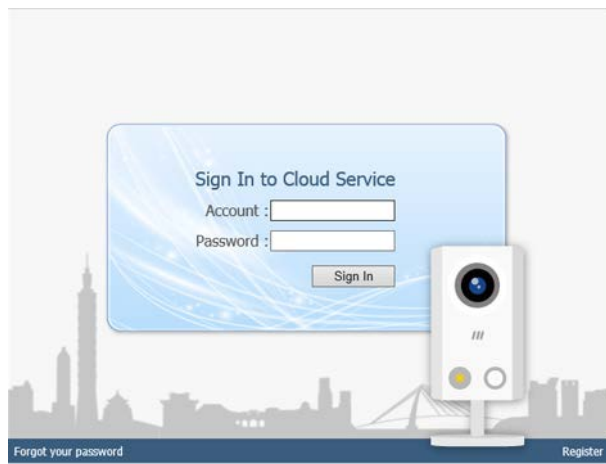 Sign In to Cloud Service
Account :
Password :
Sign In
Forgot your password
Register